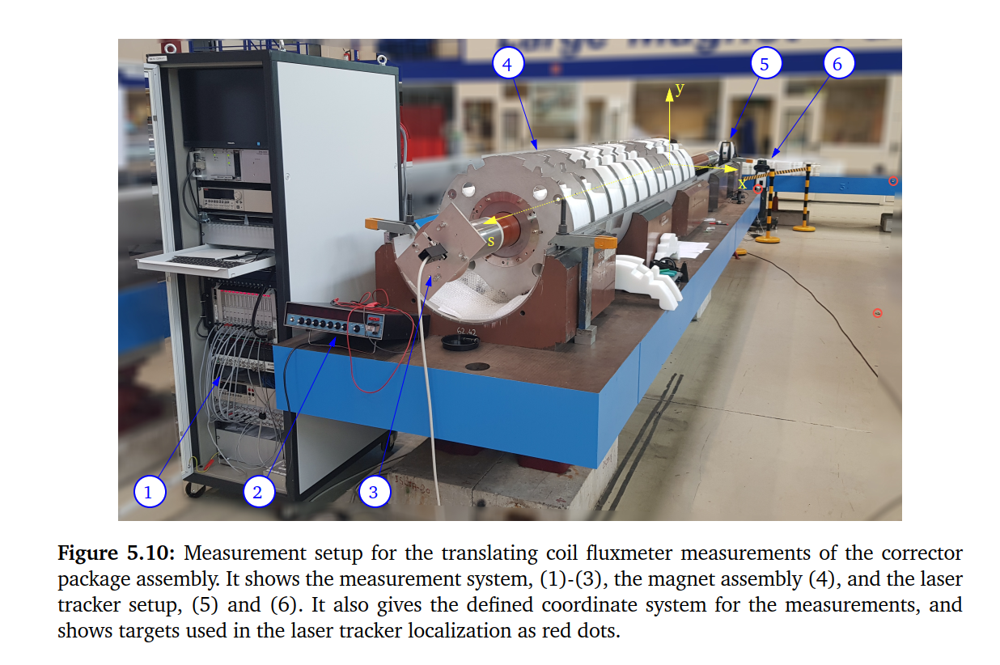 Large Magnet
4
5
6
y
x
s
62.42
1
2
3
Figure 5.10: Measurement setup for the translating coil fluxmeter measurements of the corrector
package assembly. It shows the measurement system, (1)-(3), the magnet assembly (4), and the laser
tracker setup, (5) and (6). It also gives the defined coordinate system for the measurements, and
shows targets used in the laser tracker localization as red dots.